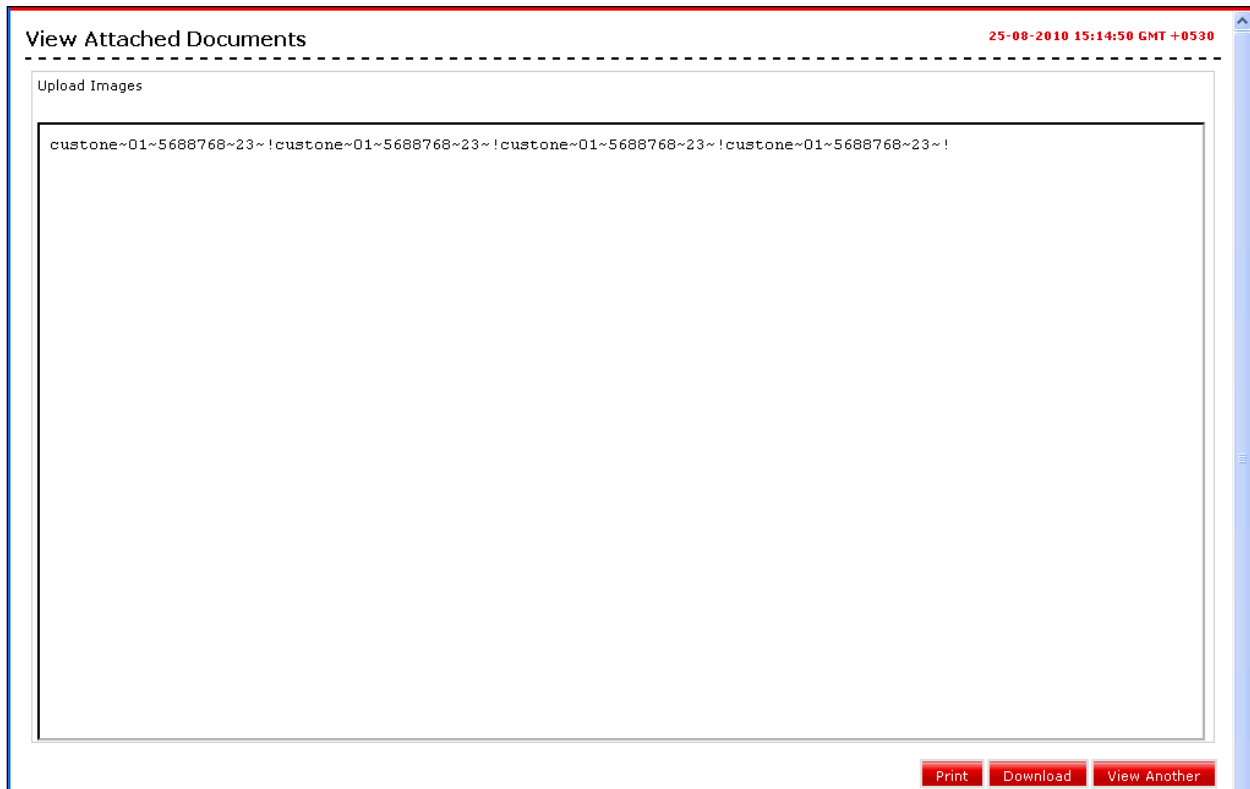 View Attached Documents
25-08-2010 15:14:50 GMT +0530
Upload Images
custone~01~5688768~23~!custone~01~5688768~23~!custone~01~5688768~23~!custone~01~5688768~23~!
Print
Download
View Another